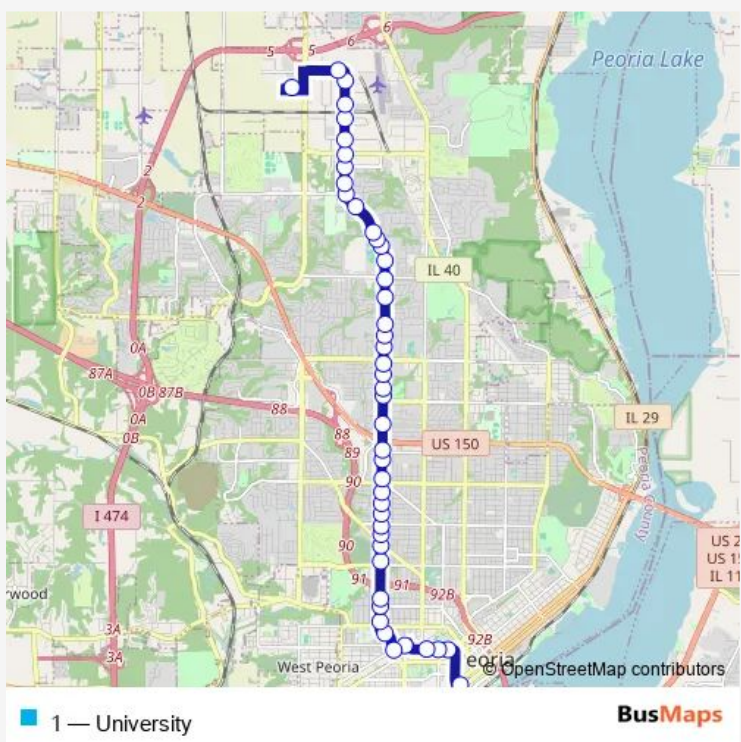 5
5
6
6
Peoria Lake
2
2
IL 40
0A
87A
0B
87B
0A
0B
88
88
89
90
US 150
IL 29
Peoria County
I 474
90
91
91
92B
92B
US 2
US 15
IL 11
rwood
3A
3A
West Peoria
eoria
© OpenStreetMap contributors
1 — University
BusMaps